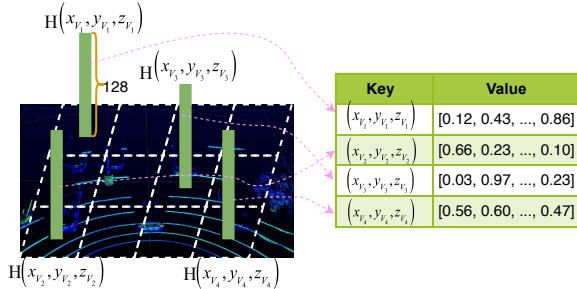 H(x_{V_1}, y_{V_1}, z_{V_1})
H(x_{V_3}, y_{V_3}, z_{V_3})
128
H(x_{V_2}, y_{V_2}, z_{V_2})
H(x_{V_4}, y_{V_4}, z_{V_4})
Key Value
(x_{V_1}, y_{V_1}, z_{V_1}) [0.12, 0.43, ..., 0.86]
(x_{V_2}, y_{V_2}, z_{V_2}) [0.66, 0.23, ..., 0.10]
(x_{V_3}, y_{V_3}, z_{V_3}) [0.03, 0.97, ..., 0.23]
(x_{V_4}, y_{V_4}, z_{V_4}) [0.56, 0.60, ..., 0.47]